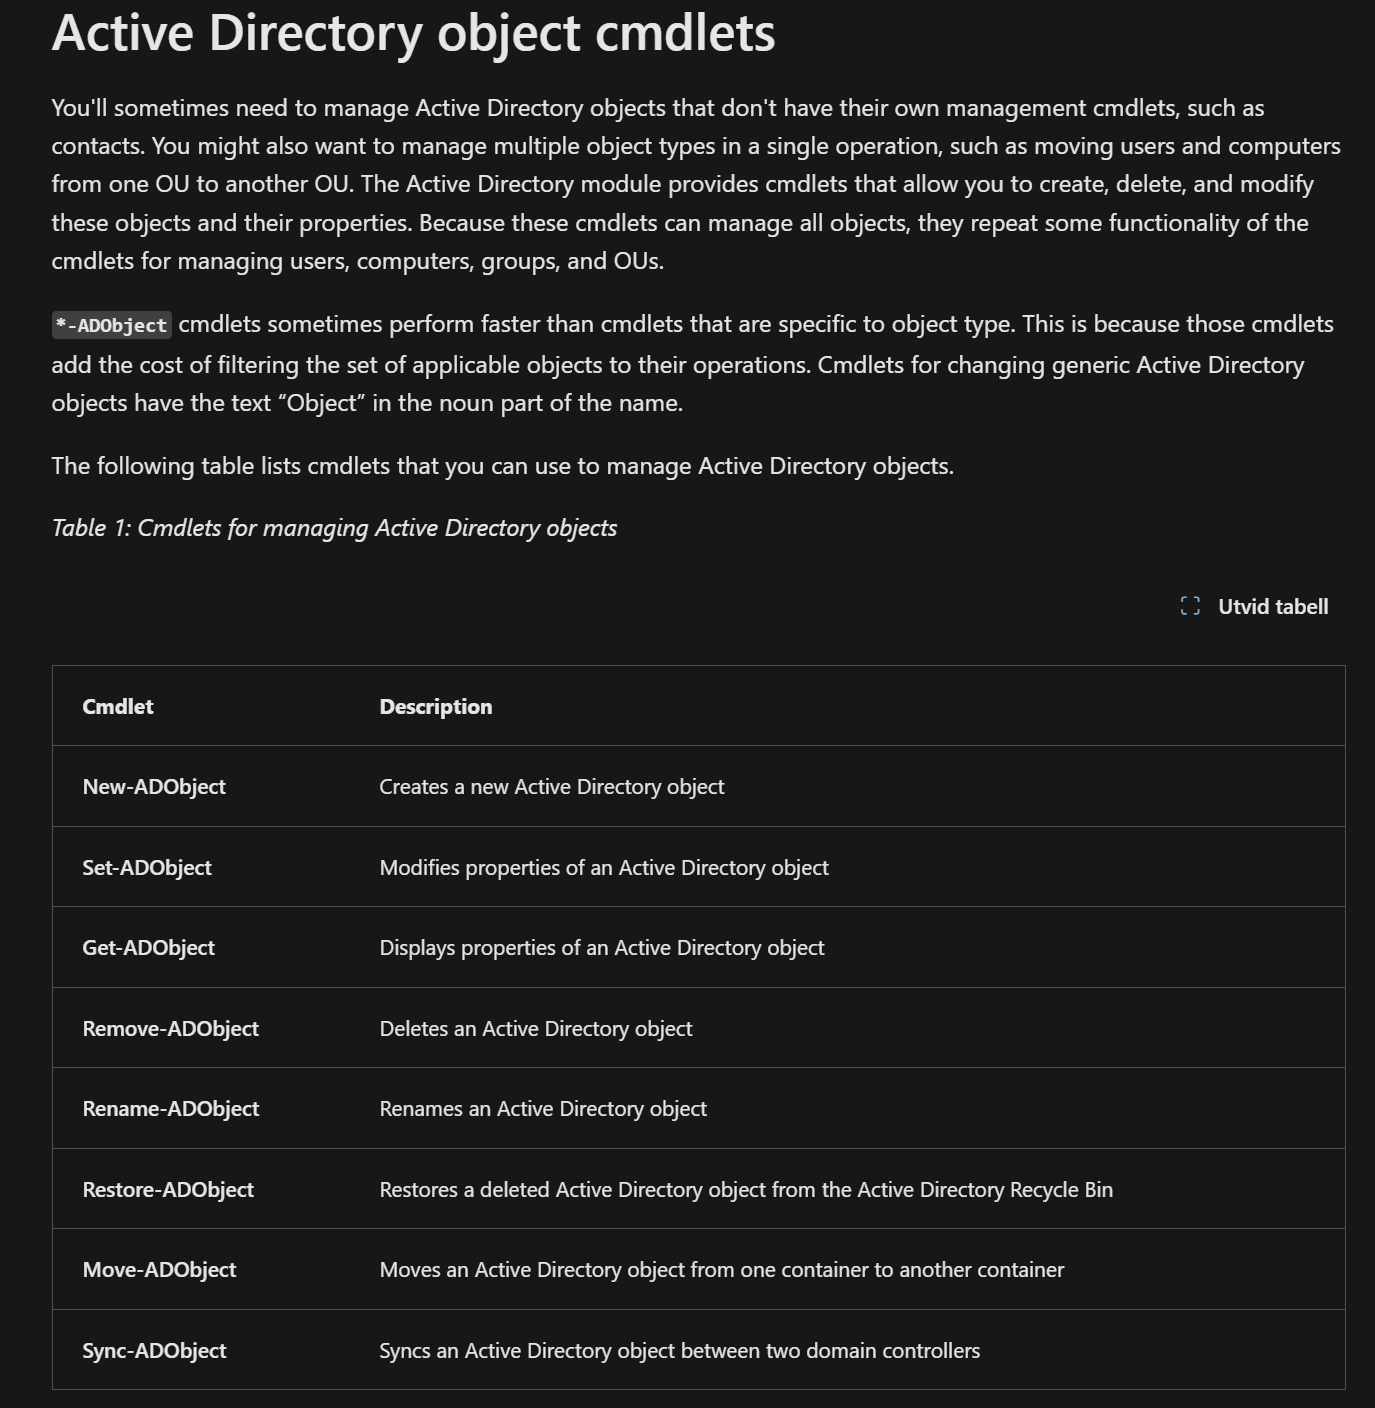 Active Directory object cmdlets
You'll sometimes need to manage Active Directory objects that don't have their own management cmdlets, such as
contacts. You might also want to manage multiple object types in a single operation, such as moving users and computers
from one OU to another OU. The Active Directory module provides cmdlets that allow you to create, delete, and modify
these objects and their properties. Because these cmdlets can manage all objects, they repeat some functionality of the
cmdlets for managing users, computers, groups, and OUs.
*-ADObject cmdlets sometimes perform faster than cmdlets that are specific to object type. This is because those cmdlets
add the cost of filtering the set of applicable objects to their operations. Cmdlets for changing generic Active Directory
objects have the text “Object” in the noun part of the name.
The following table lists cmdlets that you can use to manage Active Directory objects.
Table 1: Cmdlets for managing Active Directory objects
Utvid tabell
Cmdlet Description
New-ADObject Creates a new Active Directory object
Set-ADObject Modifies properties of an Active Directory object
Get-ADObject Displays properties of an Active Directory object
Remove-ADObject Deletes an Active Directory object
Rename-ADObject Renames an Active Directory object
Restore-ADObject Restores a deleted Active Directory object from the Active Directory Recycle Bin
Move-ADObject Moves an Active Directory object from one container to another container
Sync-ADObject Syncs an Active Directory object between two domain controllers